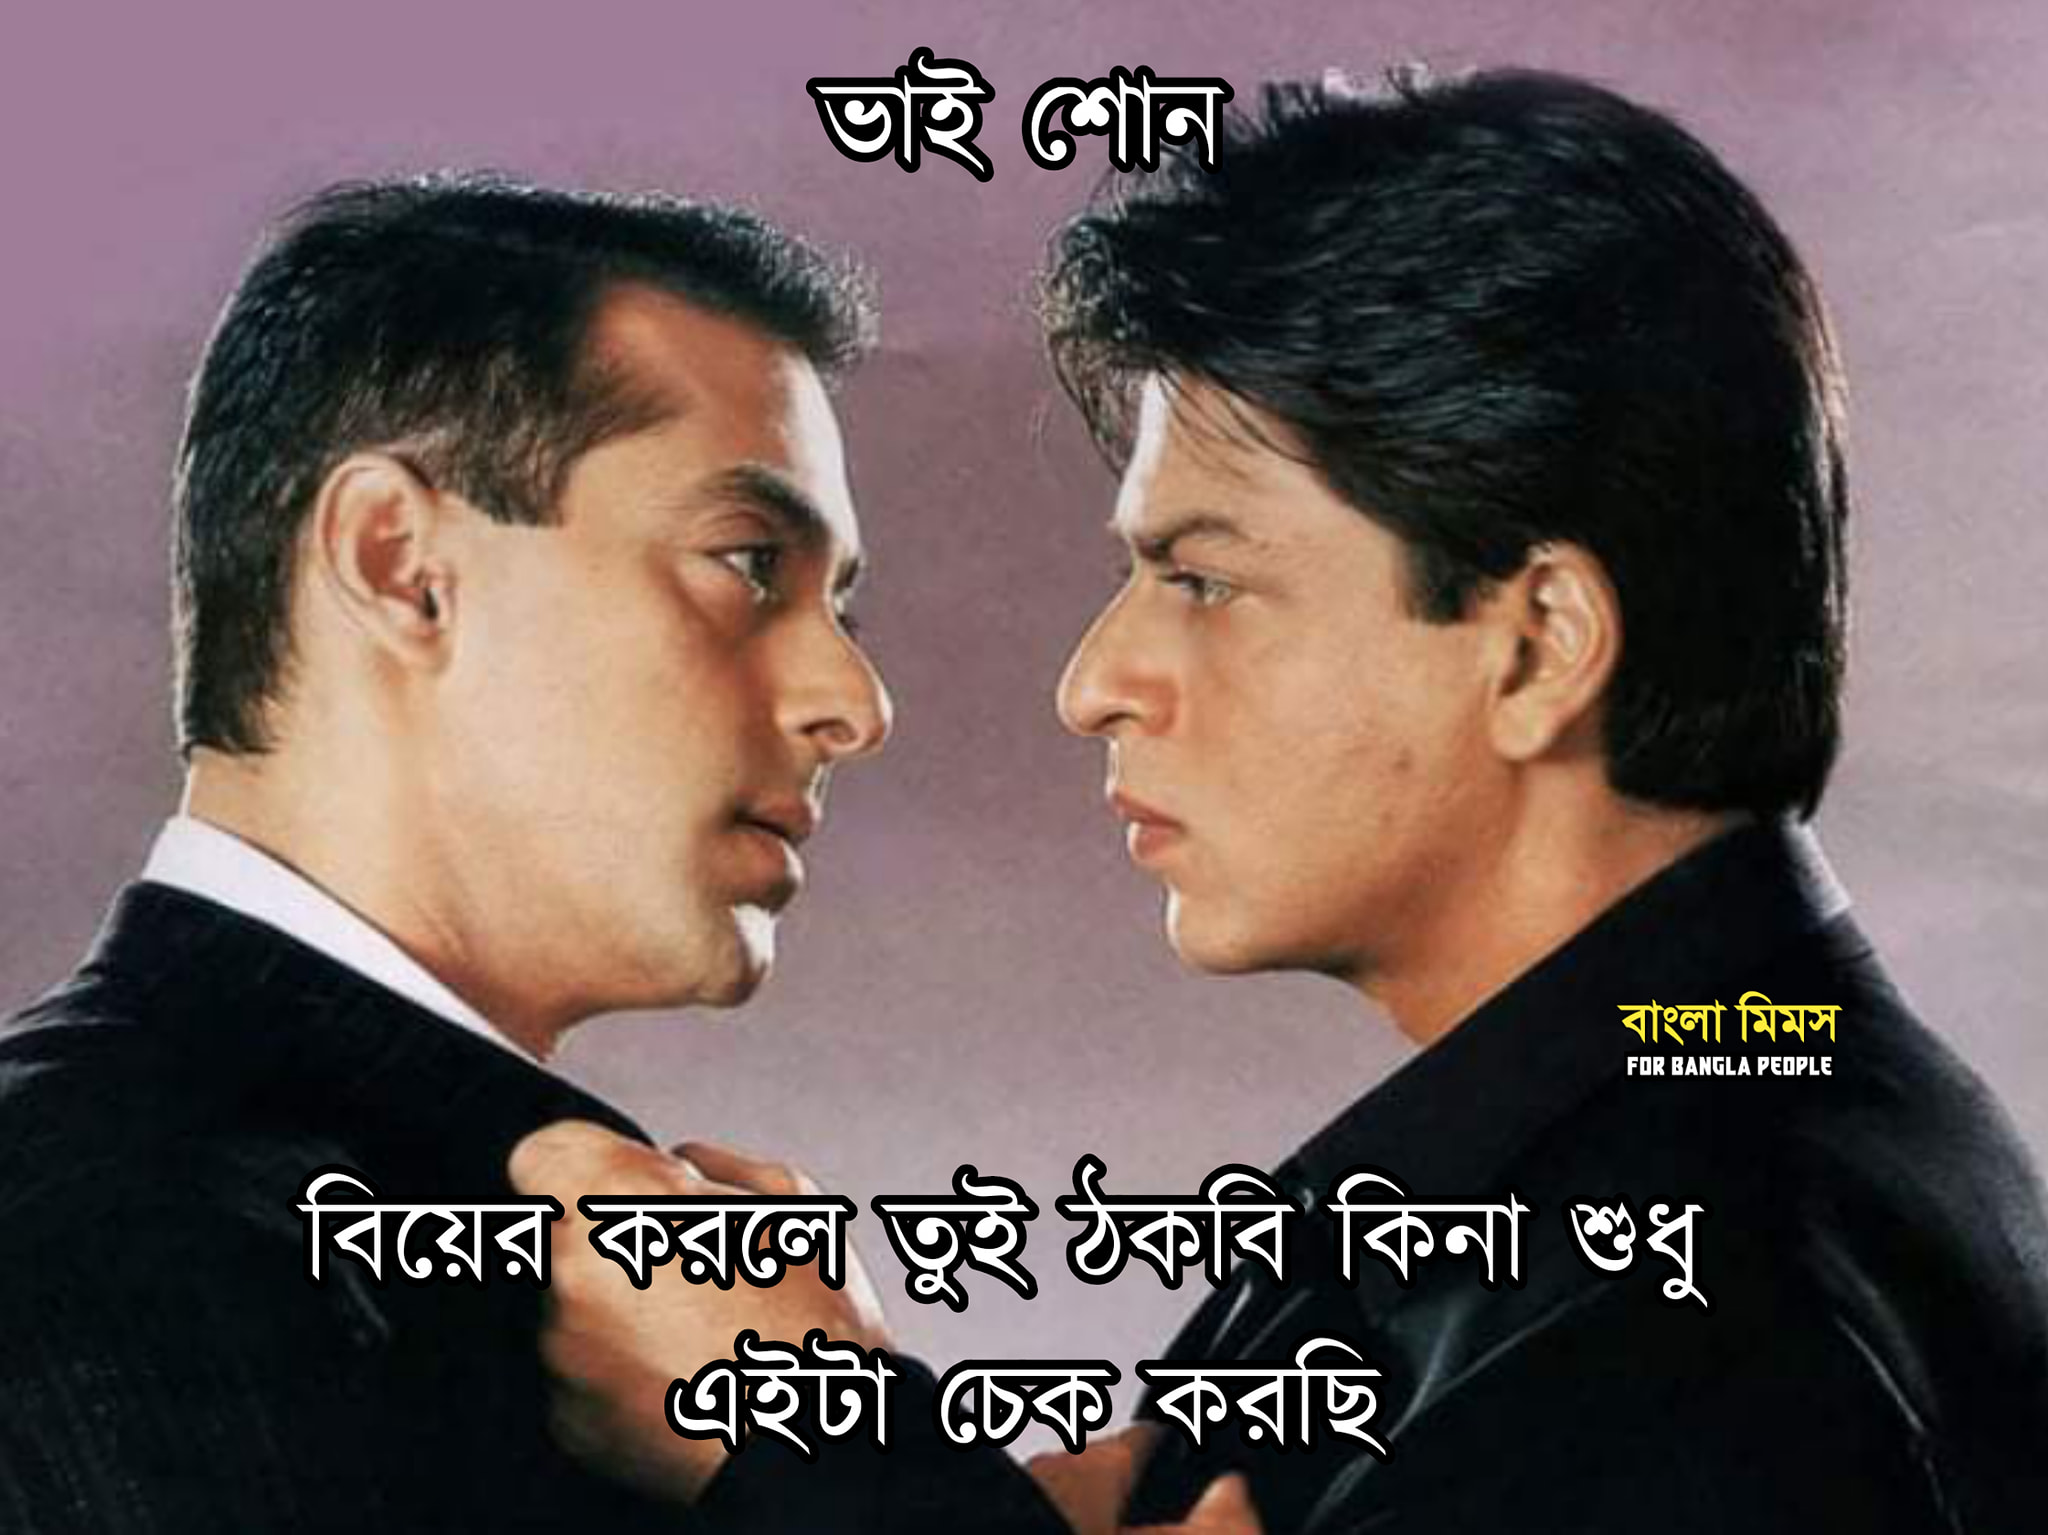 ভাই শোন
বাংলা মিমস
FOR BANGLA PEOPLE
বিয়ের করলে তুই ঠকবি কিনা শুধু
এইটা চেক করছি